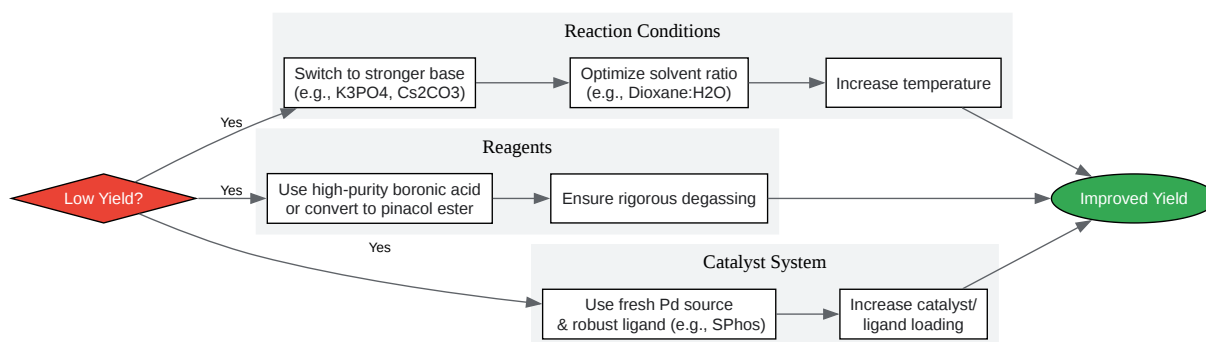 Reaction Conditions
Switch to stronger base
(e.g., K3PO4, Cs2CO3)
Optimize solvent ratio
(e.g., Dioxane:H2O)
Increase temperature
Yes
Reagents
Low Yield?
Yes
Use high-purity boronic acid
or convert to pinacol ester
Ensure rigorous degassing
Improved Yield
Yes
Catalyst System
Use fresh Pd source
& robust ligand (e.g., SPhos)
Increase catalyst/
ligand loading